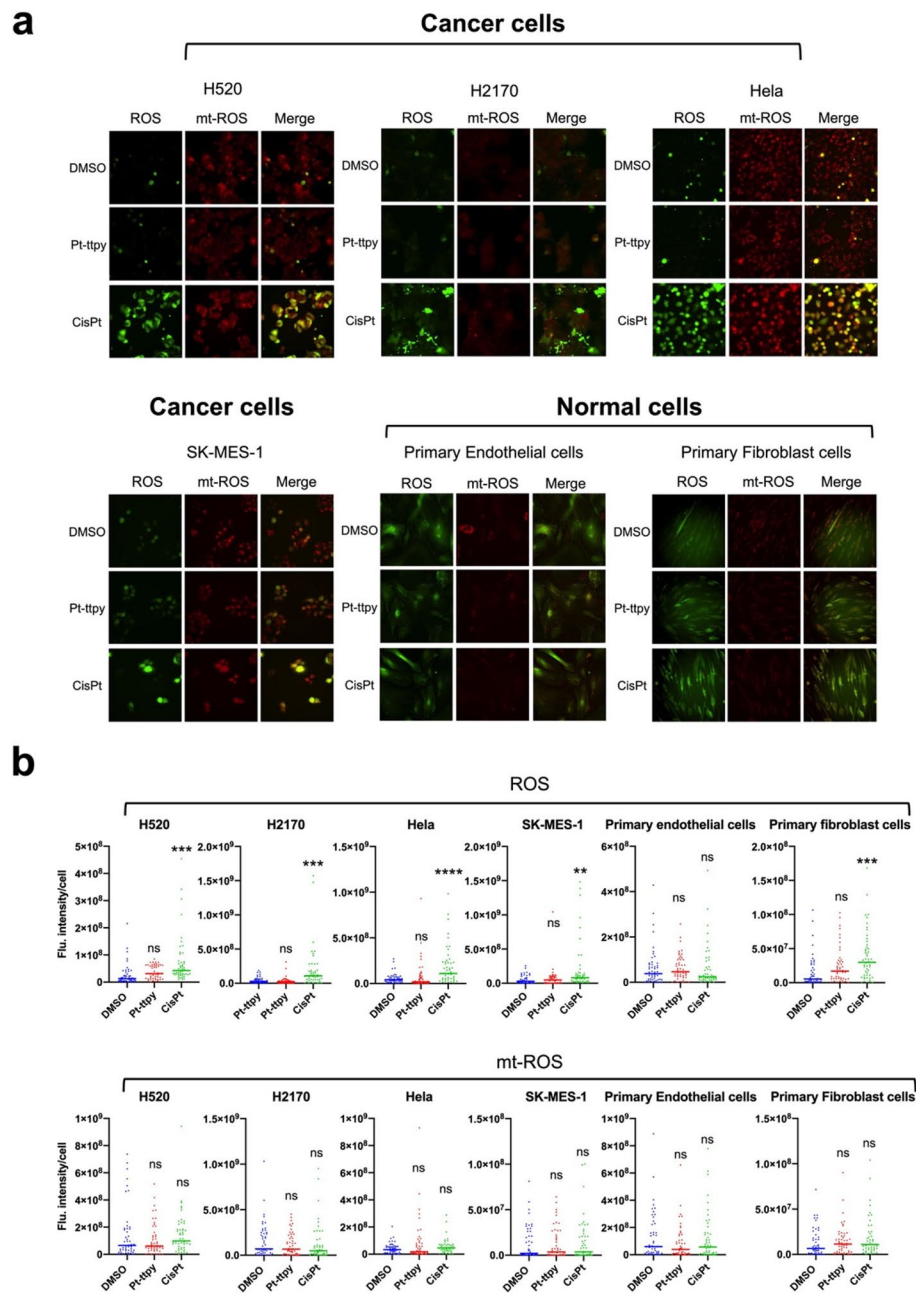 a
Cancer cells
H520 H2170 Hela
ROS mt-ROS Merge ROS mt-ROS Merge ROS mt-ROS Merge
DMSO DMSO DMSO
Pt-ttpy Pt-ttpy Pt-ttpy
CisPt CisPt CisPt
Cancer cells Normal cells
SK-MES-1 Primary Endothelial cells Primary Fibroblast cells
ROS mt-ROS Merge ROS mt-ROS Merge ROS mt-ROS Merge
DMSO DMSO DMSO
Pt-ttpy Pt-ttpy Pt-ttpy
CisPt CisPt CisPt
b
ROS
H520 H2170 Hela SK-MES-1 Primary endothelial cells Primary fibroblast cells
5×10⁸ 2.0×10⁹ 1.5×10⁹ 2.0×10⁹ 6×10⁸ 2.0×10⁸
*** *** **** ** ns ***
4×10⁸ 1.5×10⁹ 1.0×10⁹ 1.5×10⁹ 4×10⁸ 1.5×10⁸
3×10⁸ 1.0×10⁹ 5.0×10⁸ 1.0×10⁹ 2×10⁸ 1.0×10⁸
2×10⁸ 5.0×10⁸ 0.0 5.0×10⁸ 0 5.0×10⁷
1×10⁸ 0.0 0.0 0.0
0
ns ns ns ns ns ns
Flu. intensity/cell
DMSO Pt-ttpy CisPt Pt-ttpy Pt-ttpy CisPt DMSO Pt-ttpy CisPt DMSO Pt-ttpy CisPt DMSO Pt-ttpy CisPt DMSO Pt-ttpy CisPt
mt-ROS
H520 H2170 Hela SK-MES-1 Primary Endothelial cells Primary Fibroblast cells
1×10⁹ 1.5×10⁹ 1×10⁹ 1.5×10⁸ 1×10⁹ 1.5×10⁸
8×10⁸ 1.0×10⁹ 8×10⁸ 1.0×10⁸ 8×10⁸ 1.0×10⁸
6×10⁸ 5.0×10⁸ 6×10⁸ 5.0×10⁷ 6×10⁸ 5.0×10⁷
4×10⁸ 0.0 4×10⁸ 0.0 4×10⁸ 0.0
2×10⁸ 2×10⁸ 2×10⁸
0 0 0
ns ns ns ns ns ns ns ns ns ns ns ns
Flu. intensity/cell
DMSO Pt-ttpy CisPt DMSO Pt-ttpy CisPt DMSO Pt-ttpy CisPt DMSO Pt-ttpy CisPt DMSO Pt-ttpy CisPt DMSO Pt-ttpy CisPt